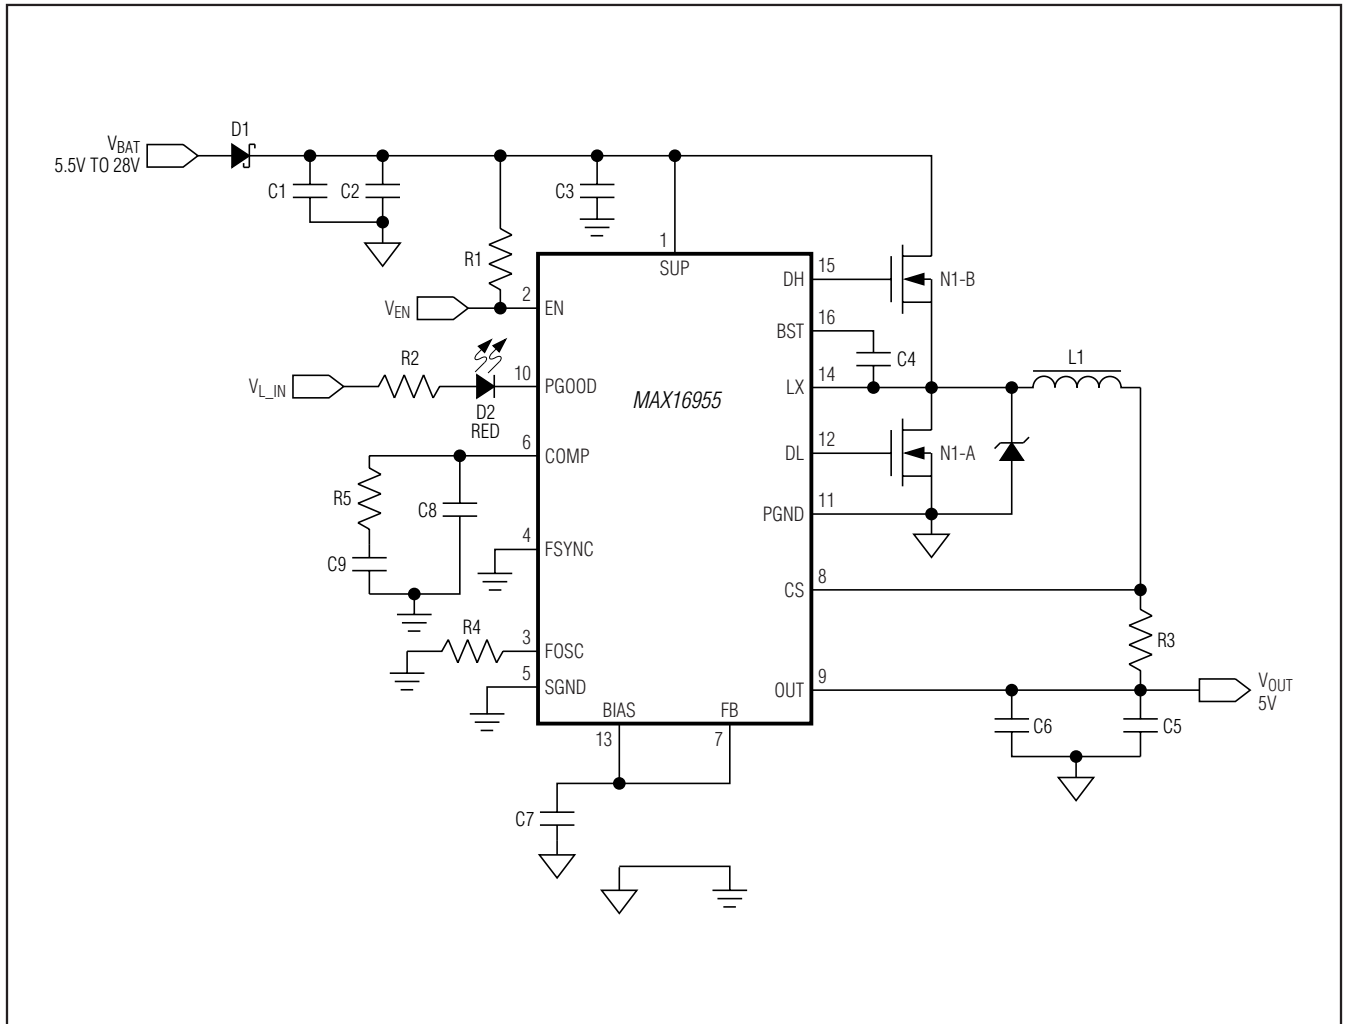 D1
VBAT
5.5V TO 28V
C1
C2
C3
R1
1
SUP
DH
15
N1-B
2
EN
VEN
BST
16
C4
L1
R2
VL_IN
10
PGOOD
D2
RED
MAX16955
LX
14
6
COMP
DL
12
N1-A
R5
C8
PGND
11
4
FSYNC
C9
CS
8
R4
3
FOSC
R3
5
SGND
OUT
9
VOUT
5V
BIAS
FB
13
7
C6
C5
C7